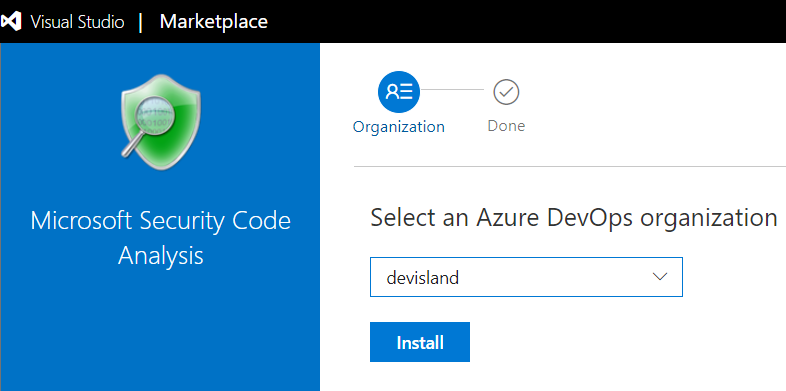 Visual Studio | Marketplace
Organization
Done
Microsoft Security Code
Analysis
Select an Azure DevOps organization
devisland
Install